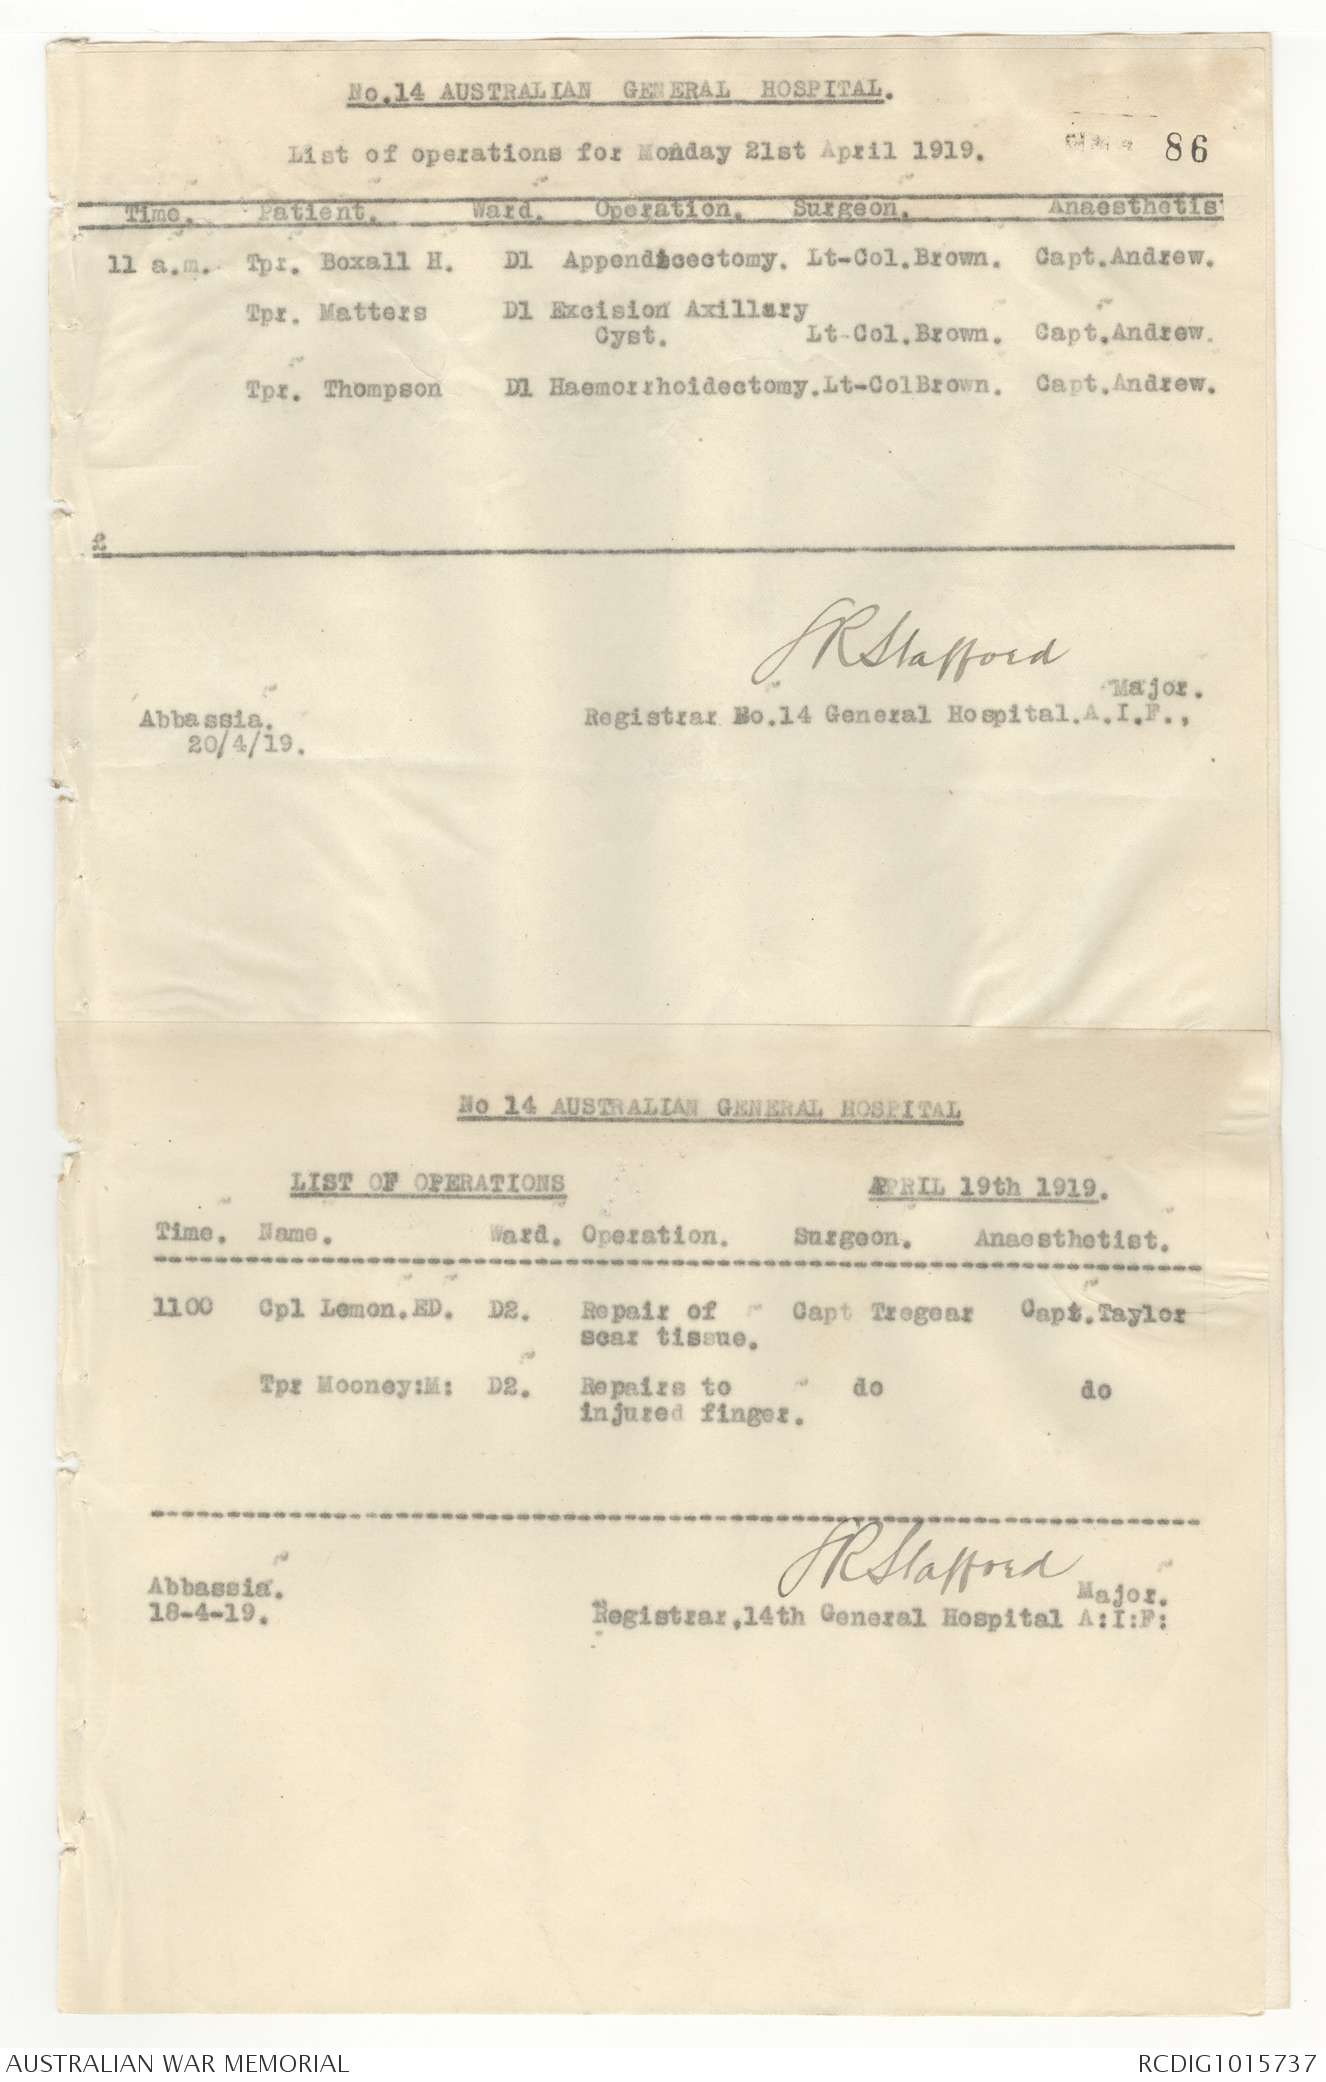 No.14 AUSTRALIAN GENERAL HOSPITAL.
List of operations for Monday 21st April 1919.
86
Time. Patient. Ward. Operation. Surgeon. Anaesthetis
11 a.m. Tpr. Boxall H. D1 Appendicectomy. Lt-Col.Brown. Capt.Andrew.
Tpr. Matters D1 Excision Axillary
Cyst. Lt-Col.Brown. Capt.Andrew.
Tpr. Thompson D1 Haemorrhoidectomy.Lt-ColBrown. Capt.Andrew.
£
SRStafford
Major.
Abbassia. Registrar No.14 General Hospital.A.I.F.,
20/4/19.
No 14 AUSTRALIAN GENERAL HOSPITAL
LIST OF OPERATIONS APRIL 19th 1919.
Time. Name. Ward. Operation. Surgeon. Anaesthetist.
1100 Cpl Lemon.ED. D2. Repair of Capt Tregear Capt.Taylor
scar tissue.
Tpr Mooney:M: D2. Repairs to do do
injured finger.
SRStafford
Abbassia. Major.
18-4-19. Registrar,14th General Hospital A:I:F:
AUSTRALIAN WAR MEMORIAL RCDIG1015737